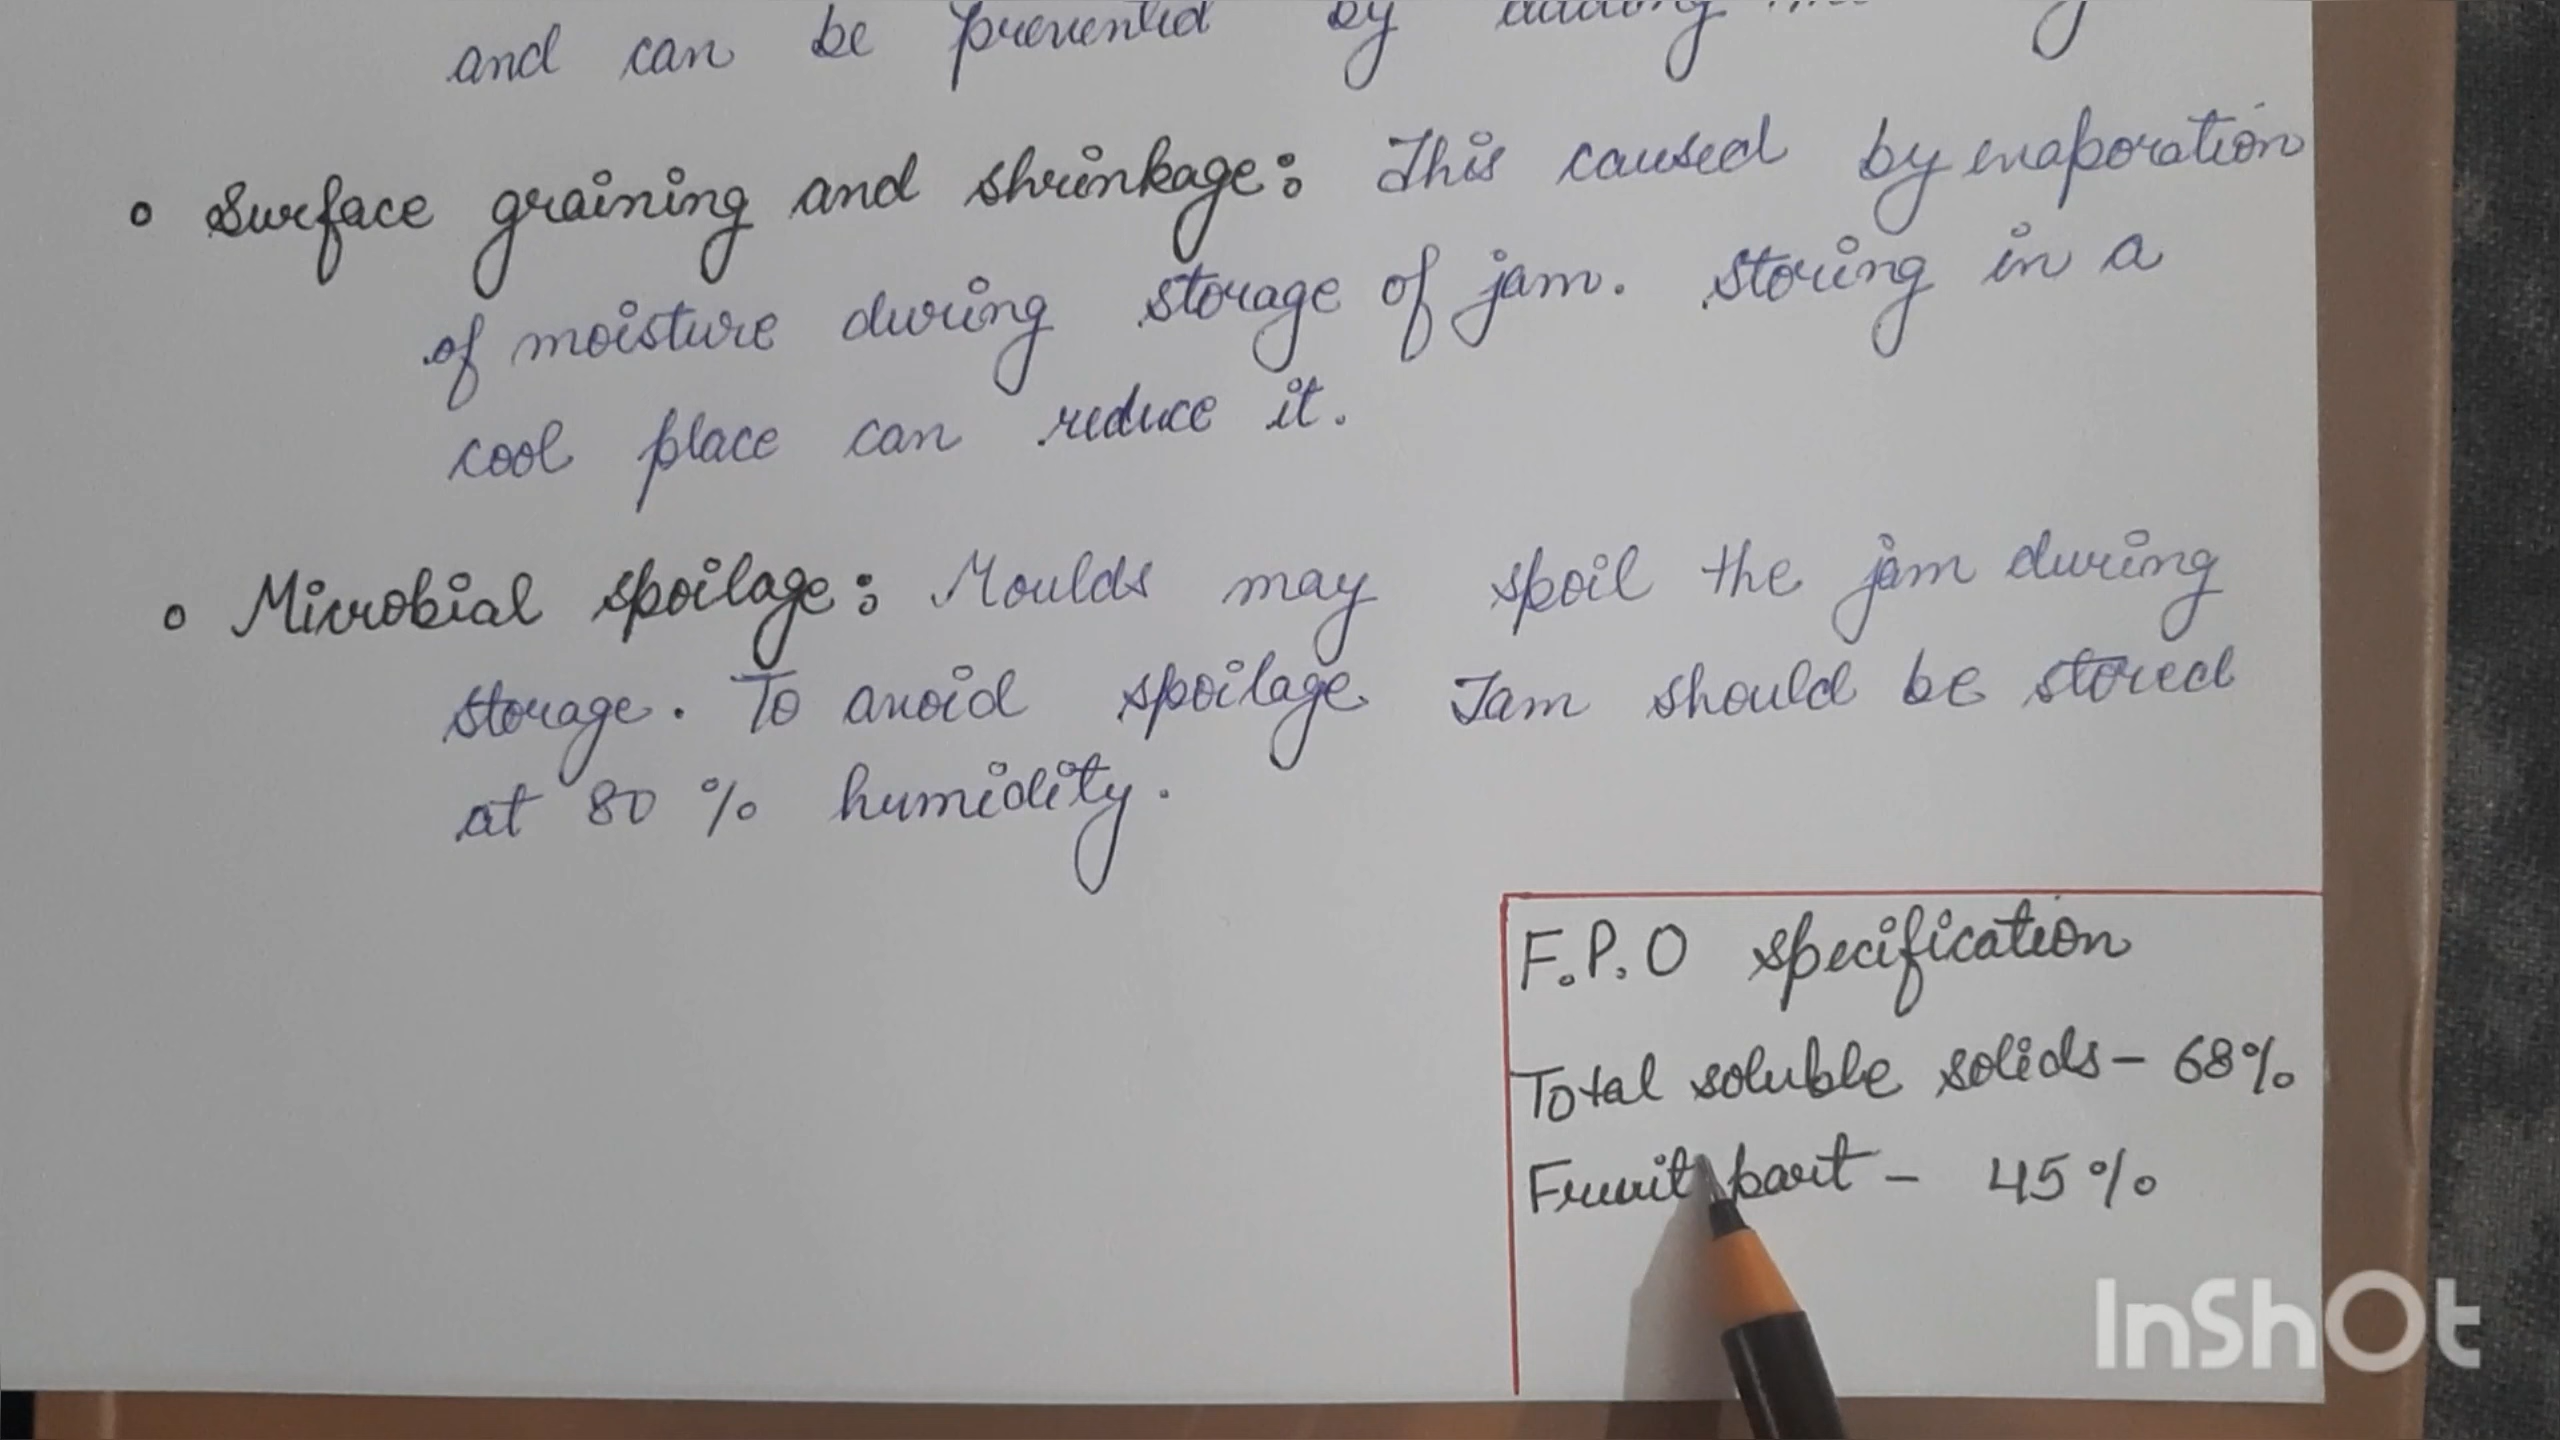 and can be prevented by adding
• Surface graining and shrinkage: This caused by evaporation
of moisture during storage of jam. Storing in a
cool place can reduce it.
• Microbial spoilage: Moulds may spoil the jam during
storage. To avoid spoilage Jam should be stored
at 80 % humidity.
F.P.O specification
Total soluble solids - 68%
Fruit part - 45%
InShOt